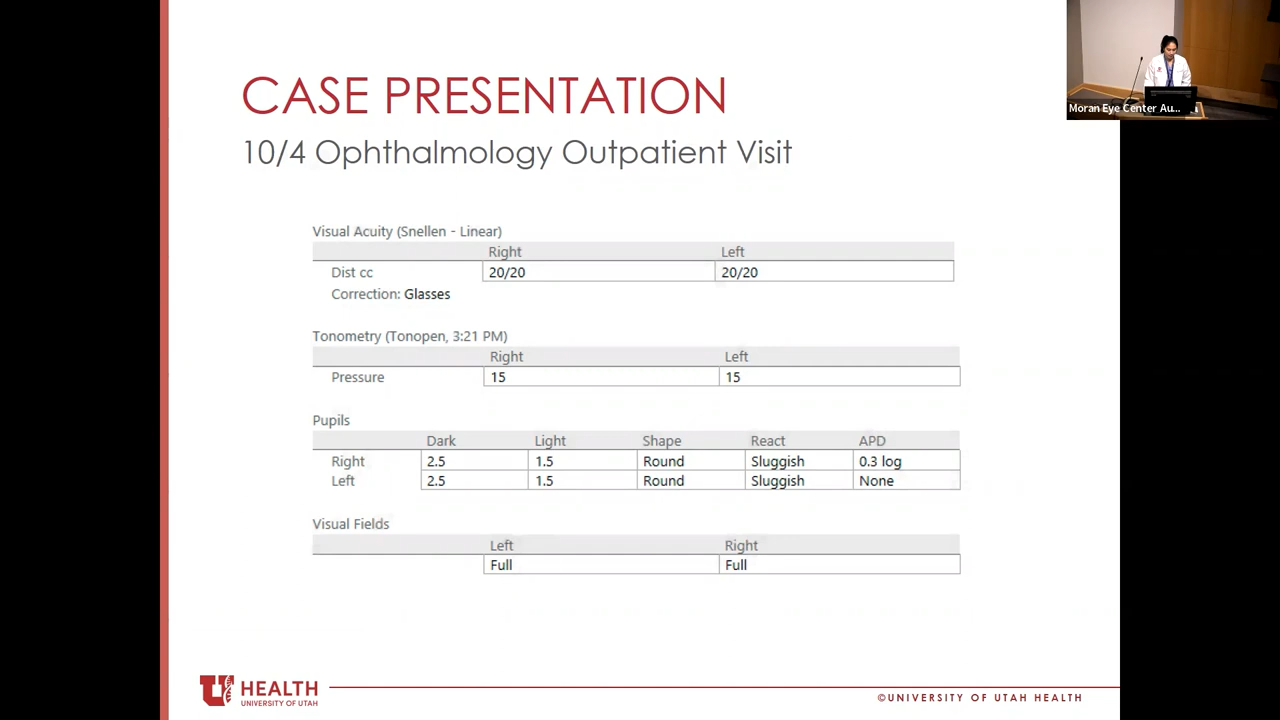 CASE PRESENTATION
10/4 Ophthalmology Outpatient Visit
Moran Eye Center Au...
Visual Acuity (Snellen - Linear)
Right Left
Dist cc 20/20 20/20
Correction: Glasses
Tonometry (Tonopen, 3:21 PM)
Right Left
Pressure 15 15
Pupils
Dark Light Shape React APD
Right 2.5 1.5 Round Sluggish 0.3 log
Left 2.5 1.5 Round Sluggish None
Visual Fields
Left Right
Full Full
U HEALTH
UNIVERSITY OF UTAH
©UNIVERSITY OF UTAH HEALTH